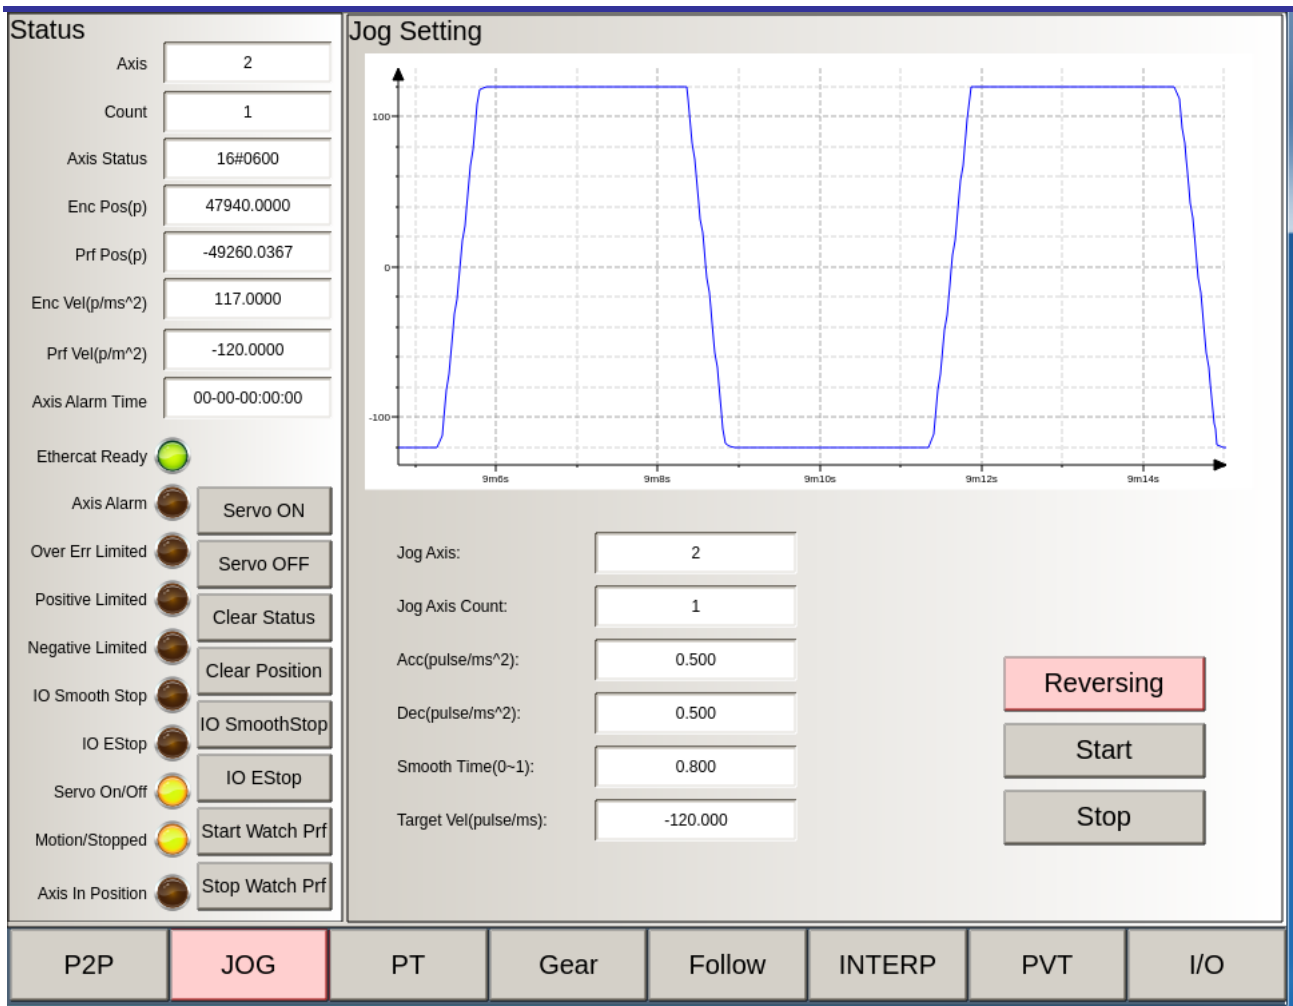 Status
Axis 2
Count 1
Axis Status 16#0600
Enc Pos(p) 47940.0000
Prf Pos(p) -49260.0367
Enc Vel(p/ms^2) 117.0000
Prf Vel(p/m^2) -120.0000
Axis Alarm Time 00-00-00:00:00
Ethercat Ready
Axis Alarm
Over Err Limited
Positive Limited
Negative Limited
IO Smooth Stop
IO EStop
Servo On/Off
Motion/Stopped
Axis In Position
Servo ON
Servo OFF
Clear Status
Clear Position
IO SmoothStop
IO EStop
Start Watch Prf
Stop Watch Prf
Jog Setting
100
0
-100
9m6s 9m8s 9m10s 9m12s 9m14s
Jog Axis: 2
Jog Axis Count: 1
Acc(pulse/ms^2): 0.500
Dec(pulse/ms^2): 0.500
Smooth Time(0~1): 0.800
Target Vel(pulse/ms): -120.000
Reversing
Start
Stop
P2P JOG PT Gear Follow INTERP PVT I/O